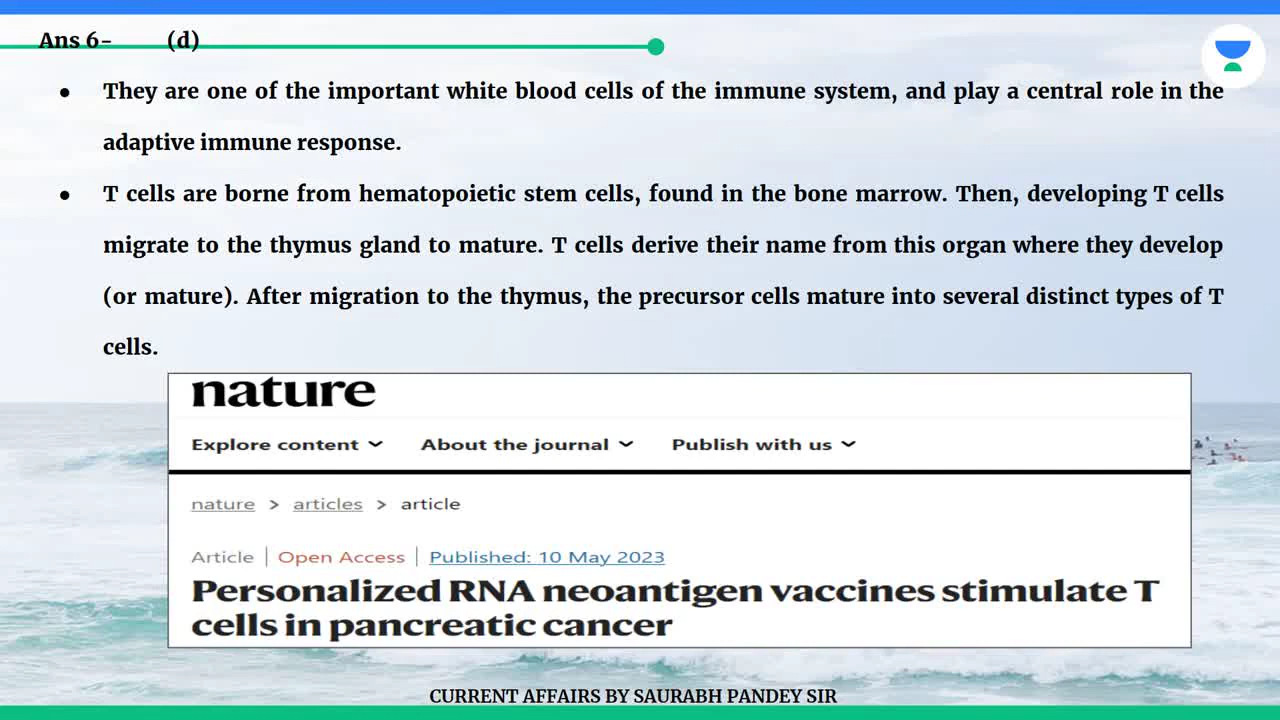 Ans 6- (d)
• They are one of the important white blood cells of the immune system, and play a central role in the
adaptive immune response.
• T cells are borne from hematopoietic stem cells, found in the bone marrow. Then, developing T cells
migrate to the thymus gland to mature. T cells derive their name from this organ where they develop
(or mature). After migration to the thymus, the precursor cells mature into several distinct types of T
cells.
nature
Explore content About the journal Publish with us
nature > articles > article
Article | Open Access | Published: 10 May 2023
Personalized RNA neoantigen vaccines stimulate T
cells in pancreatic cancer
CURRENT AFFAIRS BY SAURABH PANDEY SIR